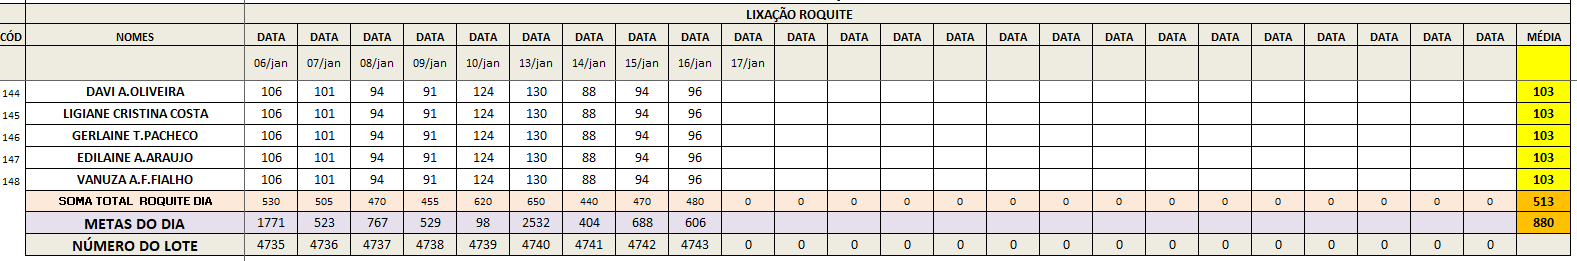 LIXAÇÃO ROQUITE
CÓD NOMES DATA DATA DATA DATA DATA DATA DATA DATA DATA DATA DATA DATA DATA DATA DATA DATA DATA DATA DATA DATA DATA DATA DATA DATA MÉDIA
06/jan 07/jan 08/jan 09/jan 10/jan 13/jan 14/jan 15/jan 16/jan 17/jan
144 DAVI A.OLIVEIRA 106 101 94 91 124 130 88 94 96 103
145 LIGIANE CRISTINA COSTA 106 101 94 91 124 130 88 94 96 103
146 GERLAINE T.PACHECO 106 101 94 91 124 130 88 94 96 103
147 EDILAINE A.ARAUJO 106 101 94 91 124 130 88 94 96 103
148 VANUZA A.F.FIALHO 106 101 94 91 124 130 88 94 96 103
SOMA TOTAL ROQUITE DIA 530 505 470 455 620 650 440 470 480 0 0 0 0 0 0 0 0 0 0 0 0 0 0 0 513
METAS DO DIA 1771 523 767 529 98 2532 404 688 606 880
NÚMERO DO LOTE 4735 4736 4737 4738 4739 4740 4741 4742 4743 0 0 0 0 0 0 0 0 0 0 0 0 0 0 0